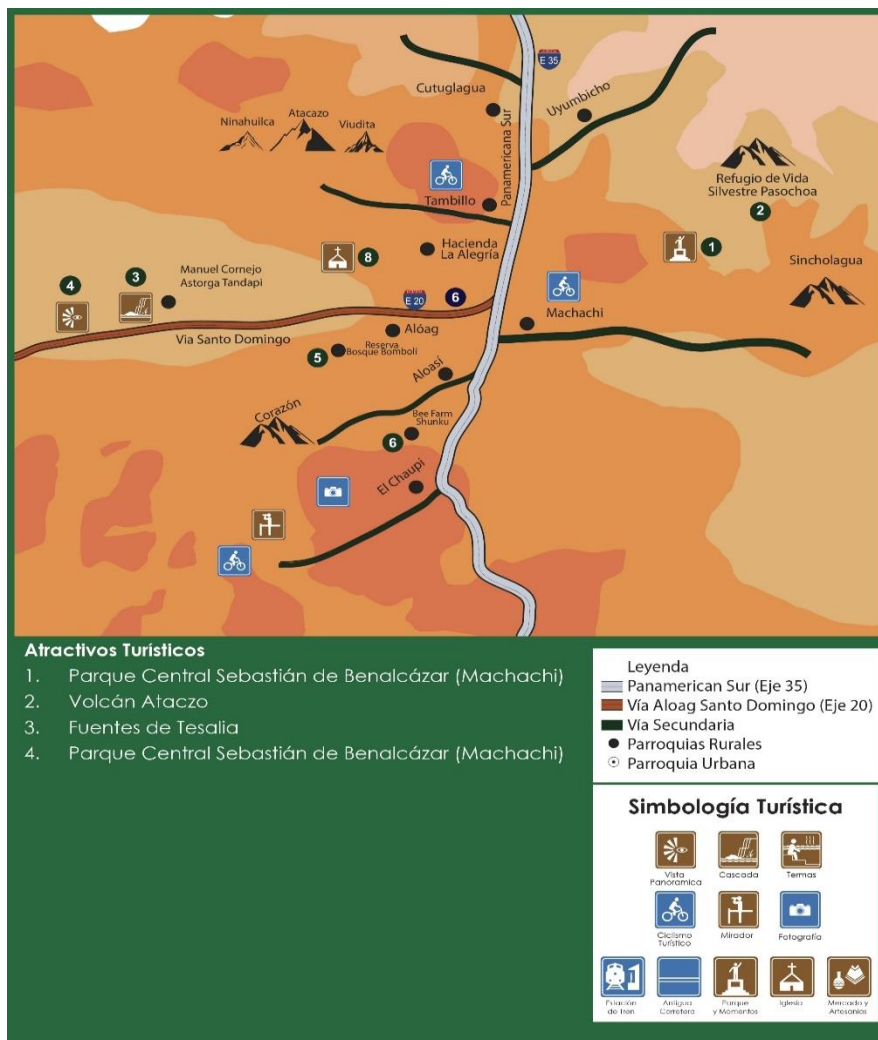 E 35
Cutuglagua
Uyumbicho
Panamericana Sur
Ninahuilca
Atacazo
Viudita
Refugio de Vida
Silvestre Pasochoa
2
Tambillo
1
Hacienda
La Alegría
8
Sincholagua
4
3
Manuel Cornejo
Astorga Tandapi
E 20
6
Machachi
Via Santo Domingo
Alóag
5
Reserva
Bosque Bombolí
Aloasí
Corazón
Bee Farm
Shunku
6
El Chaupi
Atractivos Turísticos
1. Parque Central Sebastián de Benalcázar (Machachi)
2. Volcán Ataczo
3. Fuentes de Tesalia
4. Parque Central Sebastián de Benalcázar (Machachi)
Leyenda
Panamerican Sur (Eje 35)
Vía Aloag Santo Domingo (Eje 20)
Vía Secundaria
Parroquias Rurales
Parroquia Urbana
Simbología Turística
Vista
Panoramica
Cascada
Termas
Ciclismo
Turístico
Mirador
Fotografía
Estación
de Tren
Antigua
Carretera
Parque
y Momentos
Iglesia
Mercado y
Artesanías